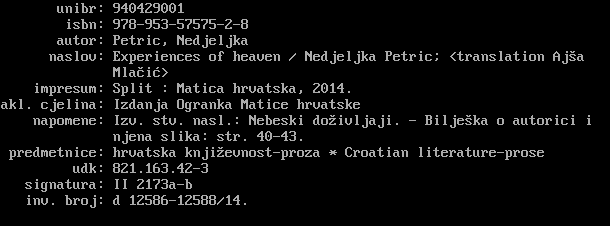 unibr: 940429001
isbn: 978-953-57575-2-8
autor: Petric, Nedjeljka
naslov: Experiences of heaven / Nedjeljka Petric; <translation Ajša
Mlačić>
impresum: Split : Matica hrvatska, 2014.
akl. cjelina: Izdanja Ogranka Matice hrvatske
napomene: Izv. stv. nasl.: Nebeski doživljaji. - Bilješka o autorici i
njena slika: str. 40-43.
predmetnice: hrvatska književnost-proza * Croatian literature-prose
udk: 821.163.42-3
signatura: II 2173a-b
inv. broj: d 12586-12588/14.